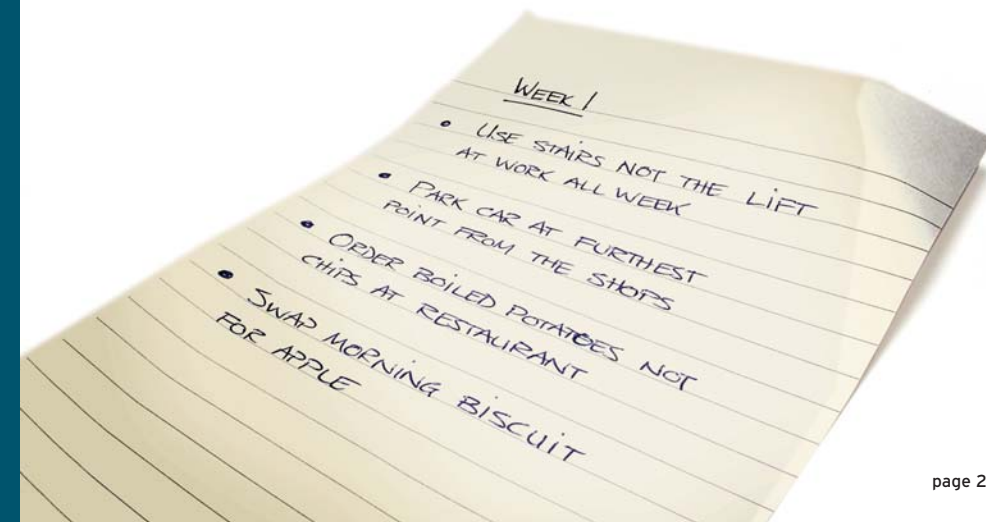 WEEK 1
• USE STAIRS NOT THE LIFT
AT WORK ALL WEEK
• PARK CAR AT FURTHEST
POINT FROM THE SHOPS
• ORDER BOILED POTATOES NOT
CHIPS AT RESTAURANT
• SWAP MORNING BISCUIT
FOR APPLE
page 2